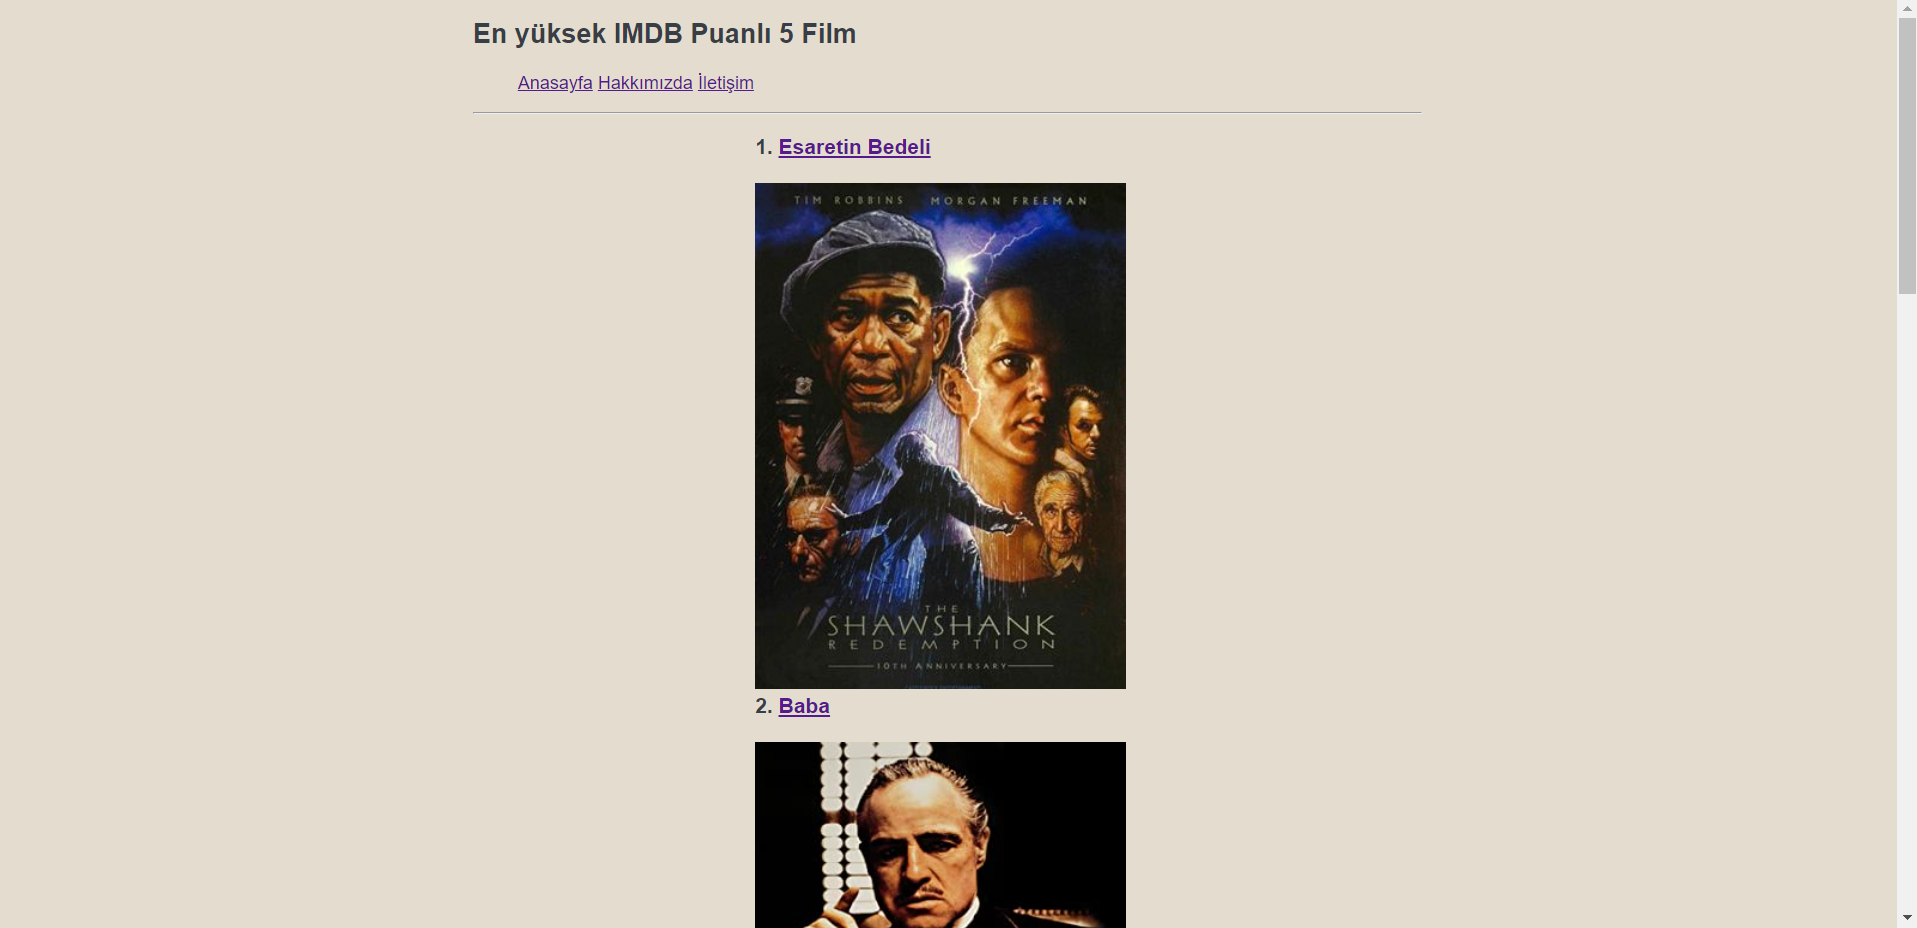 En yüksek IMDB Puanlı 5 Film
Anasayfa Hakkımızda İletişim
1. Esaretin Bedeli
TIM ROBBINS MORGAN FREEMAN
THE
SHAWSHANK
REDEMPTION
10TH ANNIVERSARY
2. Baba